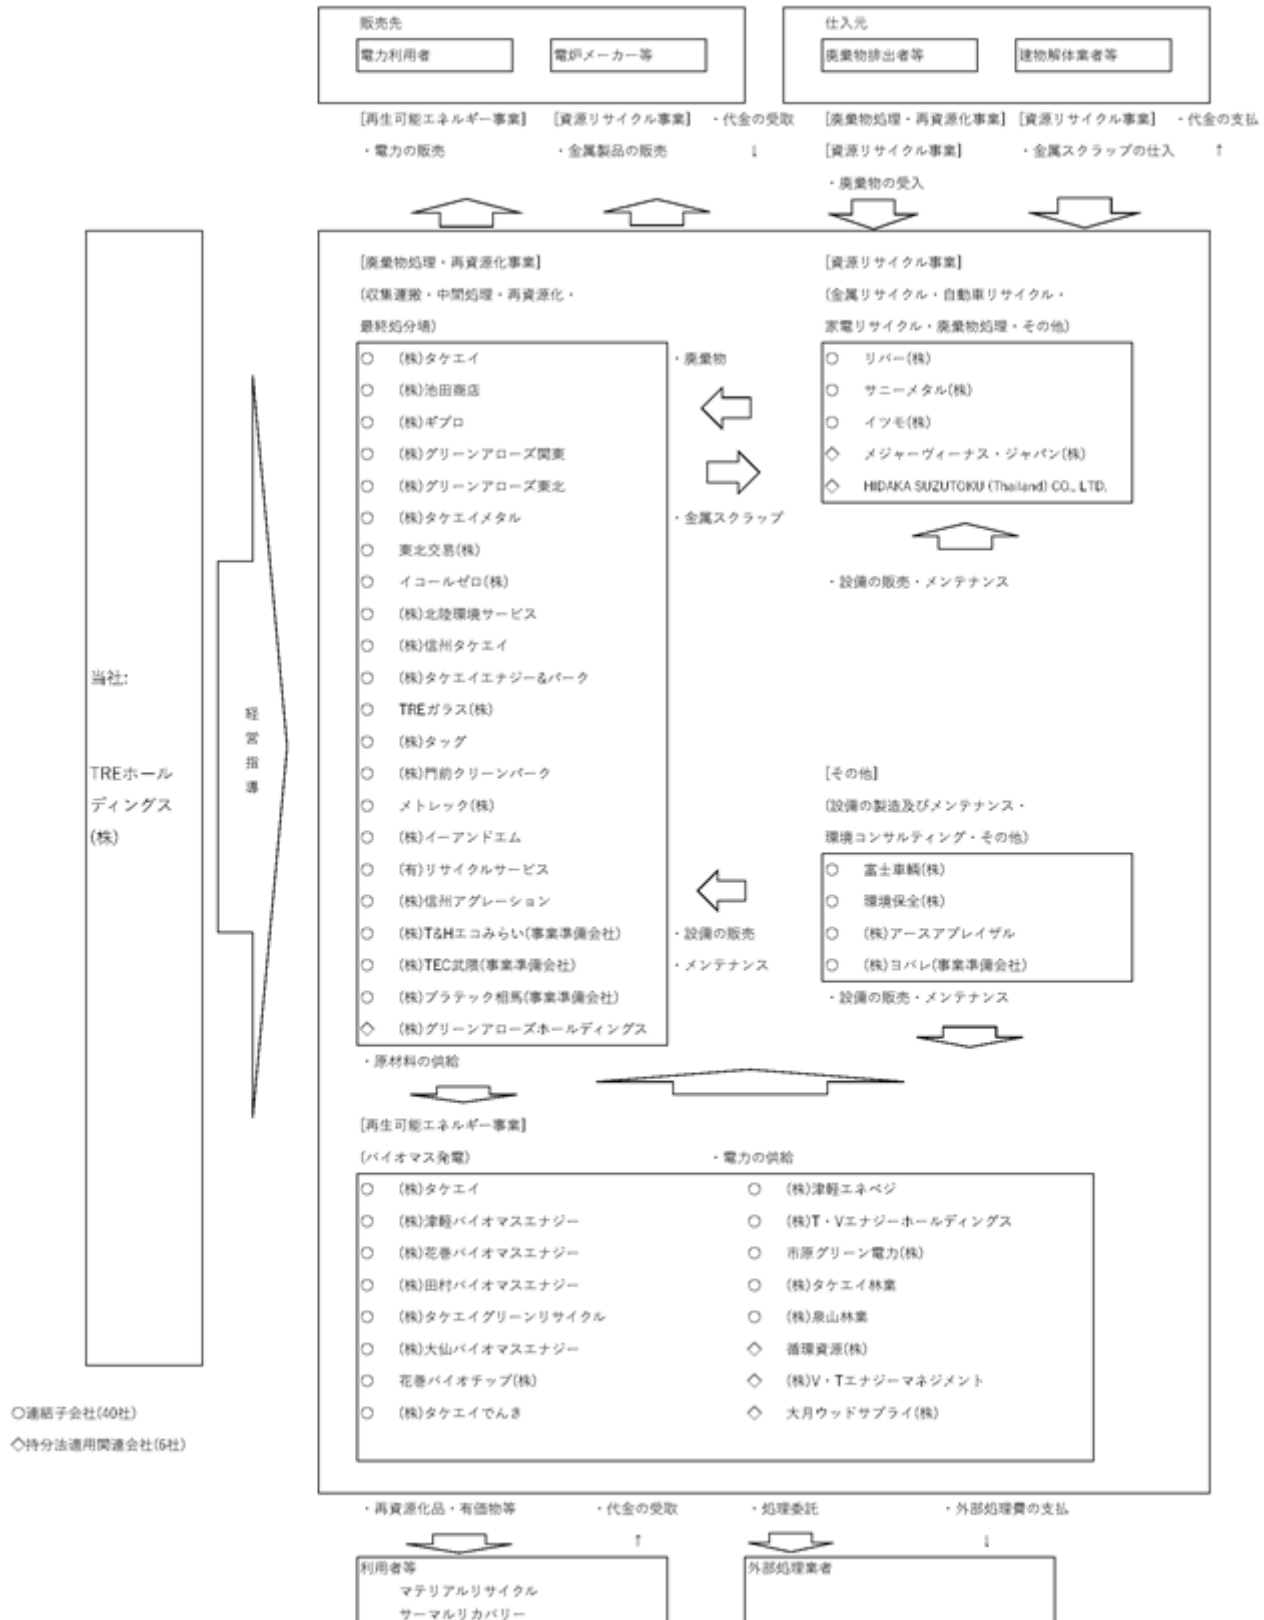 販売先
電力利用者
電炉メーカー等
仕入元
廃棄物排出者等
建物解体業者等
[再生可能エネルギー事業]
[資源リサイクル事業]
・代金の受取
・電力の販売
・金属製品の販売
↓
[廃棄物処理・再資源化事業]
[資源リサイクル事業]
・代金の支払
[資源リサイクル事業]
・金属スクラップの仕入
↑
・廃棄物の受入
当社:
TREホール
ディングス
(株)
経
営
指
導
[廃棄物処理・再資源化事業]
(収集運搬・中間処理・再資源化・
最終処分場)
○ (株)タケエイ
○ (株)池田商店
○ (株)ギプロ
○ (株)グリーンアローズ関東
○ (株)グリーンアローズ東北
○ (株)タケエイメタル
○ 東北交易(株)
○ イコールゼロ(株)
○ (株)北陸環境サービス
○ (株)信州タケエイ
○ (株)タケエイエナジー&パーク
○ TREガラス(株)
○ (株)タッグ
○ (株)門前クリーンパーク
○ メトレック(株)
○ (株)イーアンドエム
○ (有)リサイクルサービス
○ (株)信州アグレーション
○ (株)T&Hエコみらい(事業準備会社)
○ (株)TEC武隈(事業準備会社)
○ (株)プラテック相馬(事業準備会社)
◇ (株)グリーンアローズホールディングス
・廃棄物
・金属スクラップ
[資源リサイクル事業]
(金属リサイクル・自動車リサイクル・
家電リサイクル・廃棄物処理・その他)
○ リバー(株)
○ サニーメタル(株)
○ イツモ(株)
◇ メジャーヴィーナス・ジャパン(株)
◇ HIDAKA SUZUTOKU (Thailand) CO., LTD.
・設備の販売・メンテナンス
[その他]
(設備の製造及びメンテナンス・
環境コンサルティング・その他)
○ 富士車輌(株)
○ 環境保全(株)
○ (株)アースアプレイザル
○ (株)ヨバレ(事業準備会社)
・設備の販売
・メンテナンス
・設備の販売・メンテナンス
・原材料の供給
[再生可能エネルギー事業]
(バイオマス発電)
・電力の供給
○ (株)タケエイ
○ (株)津軽バイオマスエナジー
○ (株)花巻バイオマスエナジー
○ (株)田村バイオマスエナジー
○ (株)タケエイグリーンリサイクル
○ (株)大仙バイオマスエナジー
○ 花巻バイオチップ(株)
○ (株)タケエイでんき
○ (株)津軽エネベジ
○ (株)T・Vエナジーホールディングス
○ 市原グリーン電力(株)
○ (株)タケエイ林業
○ (株)泉山林業
◇ 循環資源(株)
◇ (株)V・Tエナジーマネジメント
◇ 大月ウッドサプライ(株)
○連結子会社(40社)
◇持分法適用関連会社(6社)
・再資源化品・有価物等
・代金の受取
・処理委託
・外部処理費の支払
↑
↓
利用者等
マテリアルリサイクル
サーマルリカバリー
外部処理業者